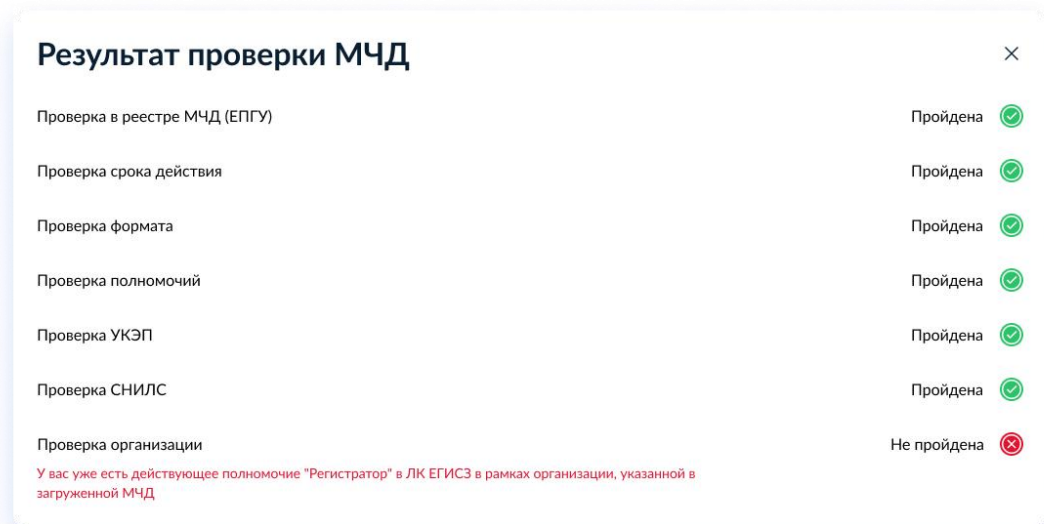 Результат проверки МЧД
Проверка в реестре МЧД (ЕПГУ) Пройдена
Проверка срока действия Пройдена
Проверка формата Пройдена
Проверка полномочий Пройдена
Проверка УКЭП Пройдена
Проверка СНИЛС Пройдена
Проверка организации Не пройдена
У вас уже есть действующее полномочие "Регистратор" в ЛК ЕГИСЗ в рамках организации, указанной в
загруженной МЧД